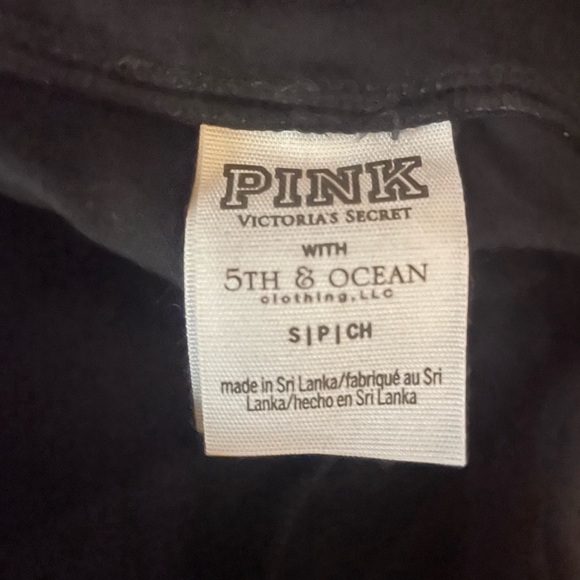 PINK
VICTORIA'S SECRET
WITH
5TH & OCEAN
clothing, LLC
S|P|CH
made in Sri Lanka/fabriqué au Sri
Lanka/hecho en Sri Lanka